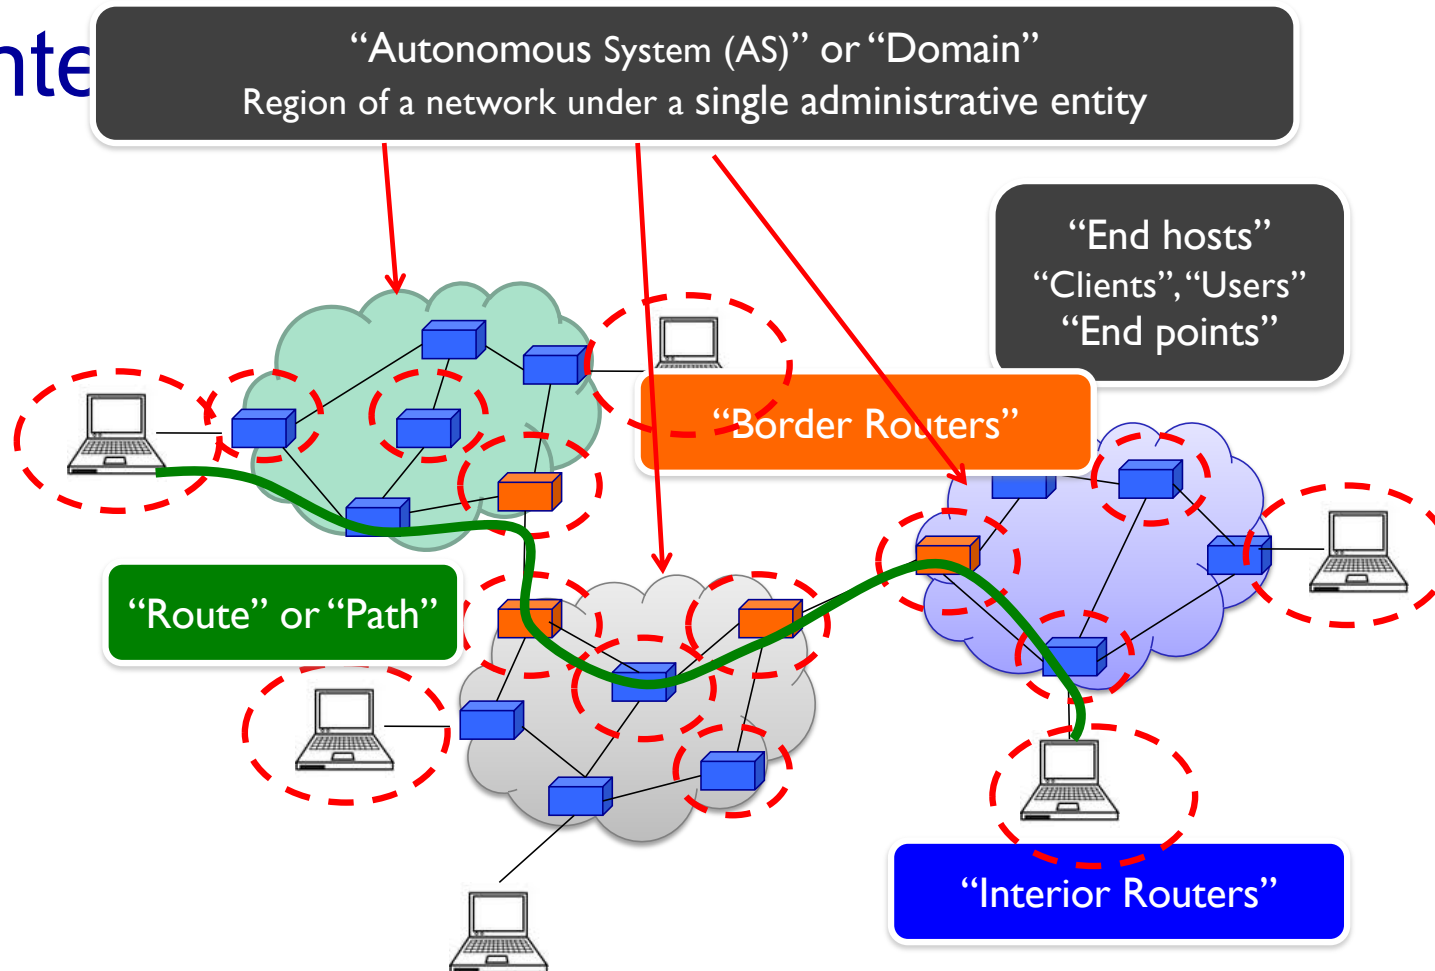 “Autonomous System (AS)” or “Domain”
Region of a network under a single administrative entity
“End hosts”
“Clients”, “Users”
“End points”
“Border Routers”
“Route” or “Path”
“Interior Routers”